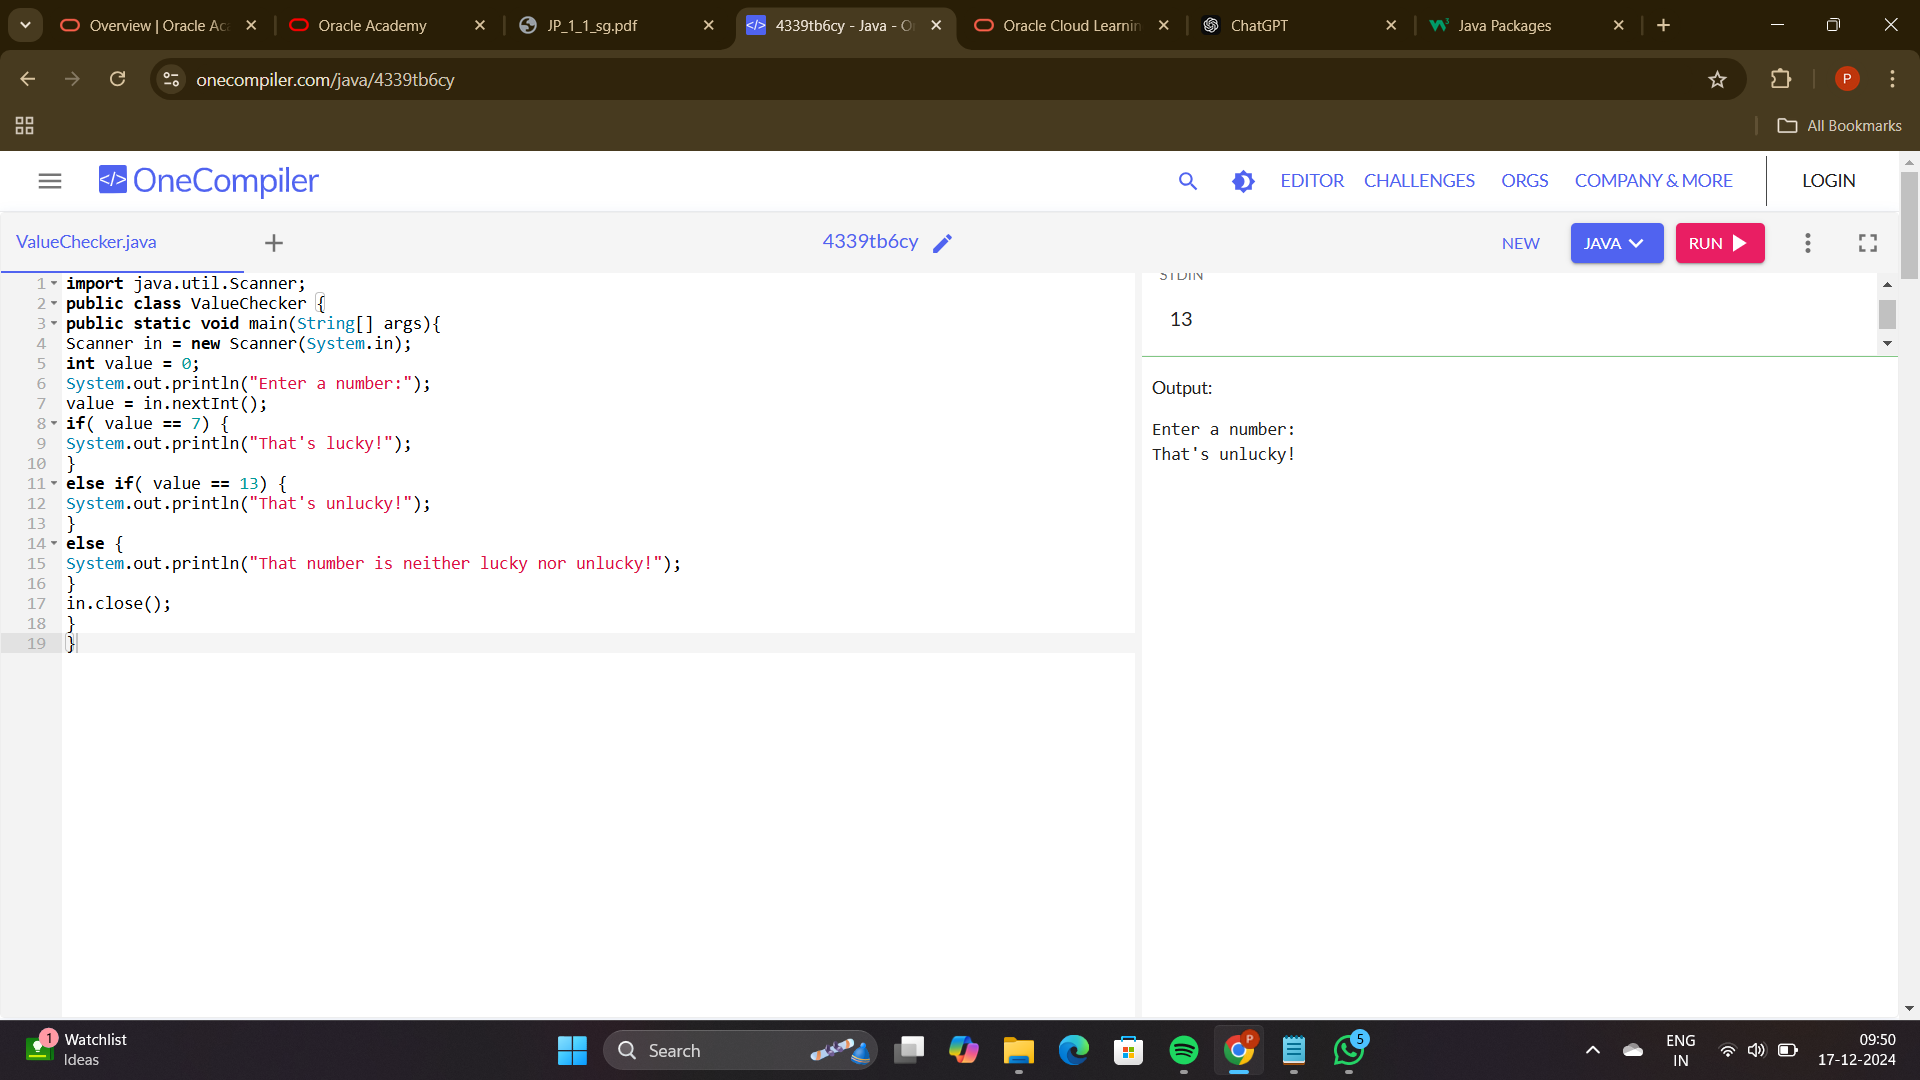 Overview | Oracle Ac
Oracle Academy
JP_1_1_sg.pdf
4339tb6cy - Java - O
Oracle Cloud Learnin
ChatGPT
Java Packages
onecompiler.com/java/4339tb6cy
P
All Bookmarks
</> OneCompiler
EDITOR
CHALLENGES
ORGS
COMPANY & MORE
LOGIN
ValueChecker.java
4339tb6cy
NEW
JAVA
RUN
1 import java.util.Scanner;
2 public class ValueChecker {
3 public static void main(String[] args){
4 Scanner in = new Scanner(System.in);
5 int value = 0;
6 System.out.println("Enter a number:");
7 value = in.nextInt();
8 if( value == 7) {
9 System.out.println("That's lucky!");
10 }
11 else if( value == 13) {
12 System.out.println("That's unlucky!");
13 }
14 else {
15 System.out.println("That number is neither lucky nor unlucky!");
16 }
17 in.close();
18 }
19 }
STDIN
13
Output:
Enter a number:
That's unlucky!
1
Watchlist
Ideas
Search
P
5
ENG
IN
09:50
17-12-2024